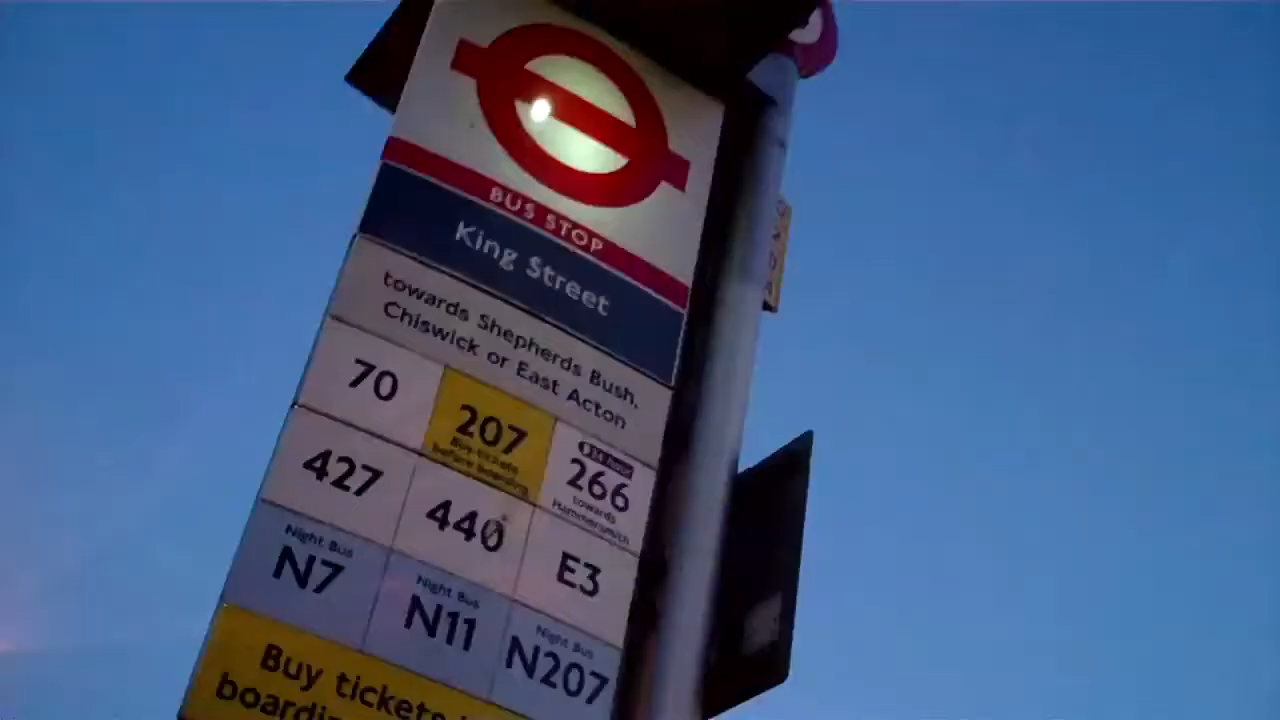 BUS STOP
King Street
towards Shepherds Bush,
Chiswick or East Acton
70
207
Buy tickets
before boarding
24 hour
266
towards
Hammersmith
427
440
E3
Night Bus
N7
Night Bus
N11
Night Bus
N207
Buy tickets